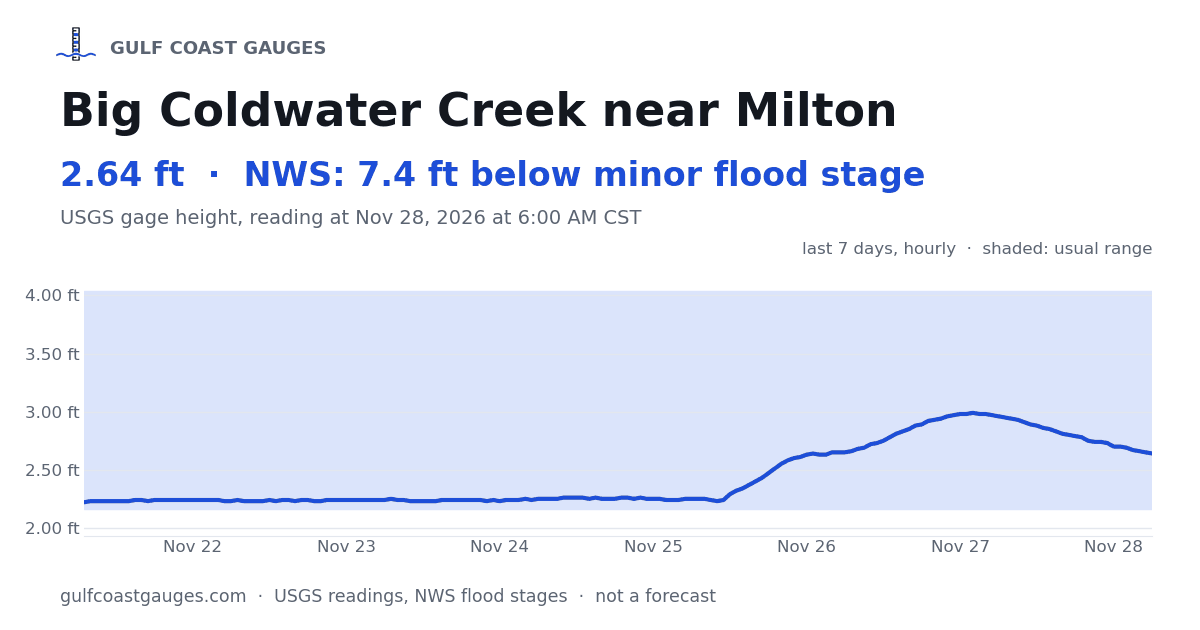 GULF COAST GAUGES
Big Coldwater Creek near Milton
2.64 ft · NWS: 7.4 ft below minor flood stage
USGS gage height, reading at Nov 28, 2026 at 6:00 AM CST
last 7 days, hourly · shaded: usual range
4.00 ft
3.50 ft
3.00 ft
2.50 ft
2.00 ft
Nov 22 Nov 23 Nov 24 Nov 25 Nov 26 Nov 27 Nov 28
gulfcoastgauges.com · USGS readings, NWS flood stages · not a forecast